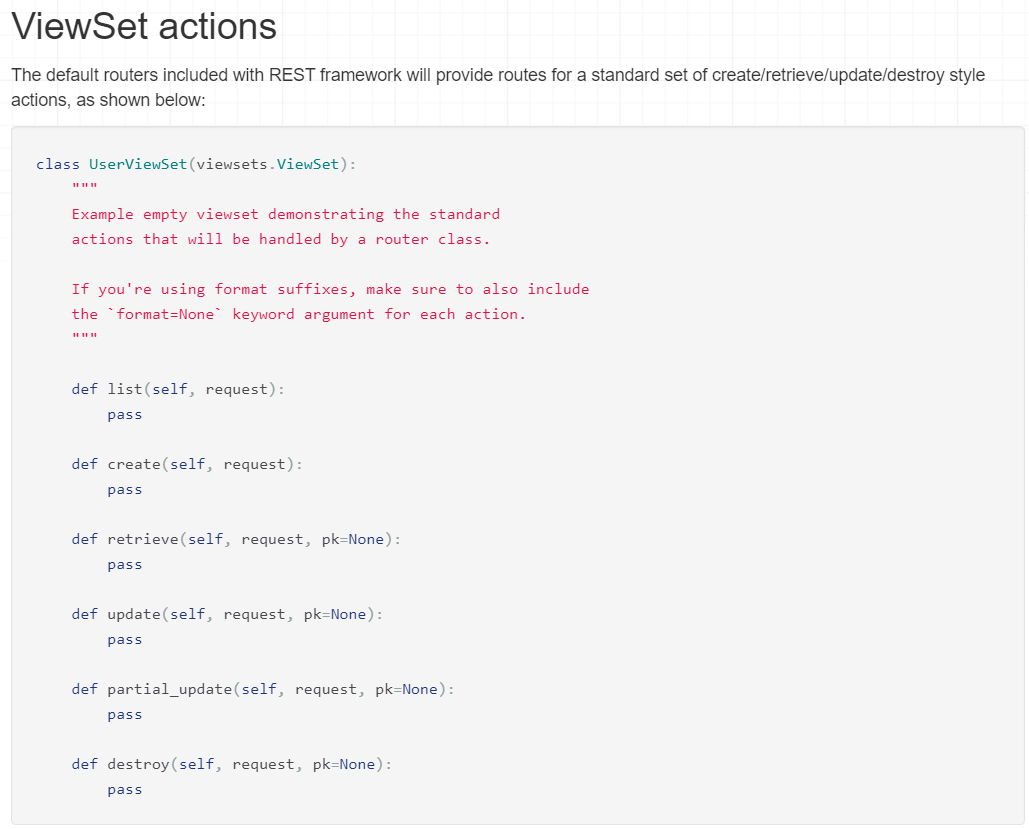 ViewSet actions
The default routers included with REST framework will provide routes for a standard set of create/retrieve/update/destroy style
actions, as shown below:
class UserViewSet(viewsets.ViewSet):
    """
    Example empty viewset demonstrating the standard
    actions that will be handled by a router class.

    If you're using format suffixes, make sure to also include
    the `format=None` keyword argument for each action.
    """

    def list(self, request):
        pass

    def create(self, request):
        pass

    def retrieve(self, request, pk=None):
        pass

    def update(self, request, pk=None):
        pass

    def partial_update(self, request, pk=None):
        pass

    def destroy(self, request, pk=None):
        pass